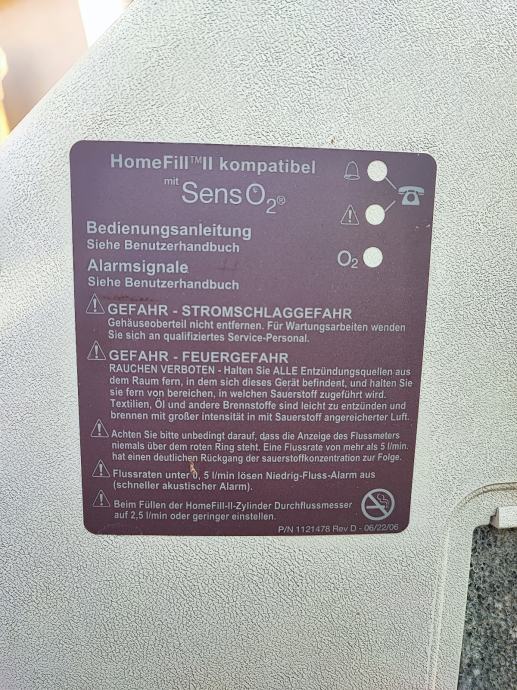 HomeFill™II kompatibel
mit SensO2®
O2
Bedienungsanleitung
Siehe Benutzerhandbuch
Alarmsignale
Siehe Benutzerhandbuch
GEFAHR - STROMSCHLAGGEFAHR
Gehäuseoberteil nicht entfernen. Für Wartungsarbeiten wenden
Sie sich an qualifiziertes Service-Personal.
GEFAHR - FEUERGEFAHR
RAUCHEN VERBOTEN - Halten Sie ALLE Entzündungsquellen aus
dem Raum fern, in dem sich dieses Gerät befindent, und halten Sie
sie fern von bereichen, in welchen Sauerstoff zugeführt wird.
Textilien, Öl und andere Brennstoffe sind leicht zu entzünden und
brennen mit großer intensität in mit Sauerstoff angereicherter Luft.
Achten Sie bitte unbedingt darauf, dass die Anzeige des Flussmeters
niemals über dem roten Ring steht. Eine Flussrate von mehr als 5 l/min.
hat einen deutlichen Rückgang der sauerstoffkonzentration zur Folge.
Flussraten unter 0, 5 l/min lösen Niedrig-Fluss-Alarm aus
(schneller akustischer Alarm).
Beim Füllen der HomeFill-II-Zylinder Durchflussmesser
auf 2,5 l/min oder geringer einstellen.
P/N 1121478 Rev D - 06/22/06